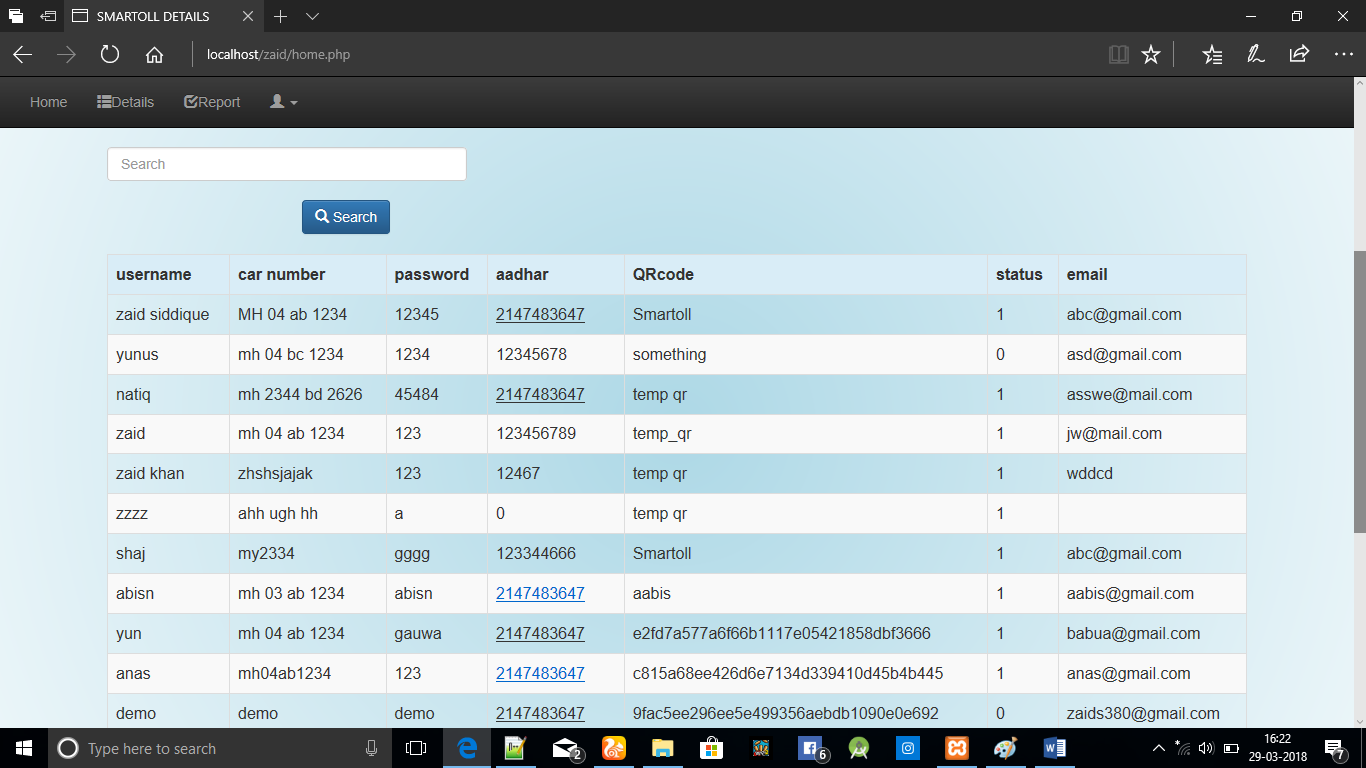 SMARTOLL DETAILS
localhost/zaid/home.php
Home Details Report
Search
Search
username car number password aadhar QRcode status email
zaid siddique MH 04 ab 1234 12345 2147483647 Smartoll 1 abc@gmail.com
yunus mh 04 bc 1234 1234 12345678 something 0 asd@gmail.com
natiq mh 2344 bd 2626 45484 2147483647 temp qr 1 asswe@mail.com
zaid mh 04 ab 1234 123 123456789 temp_qr 1 jw@mail.com
zaid khan zhshsjajak 123 12467 temp qr 1 wddcd
zzzz ahh ugh hh a 0 temp qr 1
shaj my2334 gggg 123344666 Smartoll 1 abc@gmail.com
abisn mh 03 ab 1234 abisn 2147483647 aabis 1 aabis@gmail.com
yun mh 04 ab 1234 gauwa 2147483647 e2fd7a577a6f66b1117e05421858dbf3666 1 babua@gmail.com
anas mh04ab1234 123 2147483647 c815a68ee426d6e7134d339410d45b4b445 1 anas@gmail.com
demo demo demo 2147483647 9fac5ee296ee5e499356aebdb1090e0e692 0 zaids380@gmail.com
Type here to search 2 6 16:22
29-03-2018 7